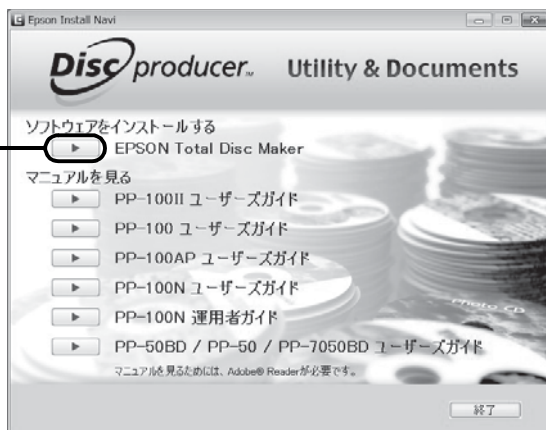 Epson Install Navi
Disc producer™ Utility & Documents
ソフトウェアをインストールする
EPSON Total Disc Maker
マニュアルを見る
PP-100II ユーザーズガイド
PP-100 ユーザーズガイド
PP-100AP ユーザーズガイド
PP-100N ユーザーズガイド
PP-100N 運用者ガイド
PP-50BD / PP-50 / PP-7050BD ユーザーズガイド
マニュアルを見るためには、Adobe® Readerが必要です。
Photo CD
終了